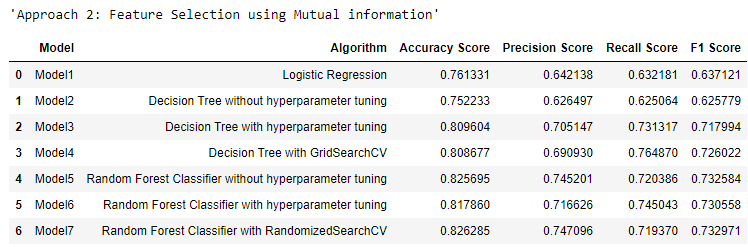 'Approach 2: Feature Selection using Mutual information'
Model Algorithm Accuracy Score Precision Score Recall Score F1 Score
0 Model1 Logistic Regression 0.761331 0.642138 0.632181 0.637121
1 Model2 Decision Tree without hyperparameter tuning 0.752233 0.626497 0.625064 0.625779
2 Model3 Decision Tree with hyperparameter tuning 0.809604 0.705147 0.731317 0.717994
3 Model4 Decision Tree with GridSearchCV 0.808677 0.690930 0.764870 0.726022
4 Model5 Random Forest Classifier without hyperparameter tuning 0.825695 0.745201 0.720386 0.732584
5 Model6 Random Forest Classifier with hyperparameter tuning 0.817860 0.716626 0.745043 0.730558
6 Model7 Random Forest Classifier with RandomizedSearchCV 0.826285 0.747096 0.719370 0.732971